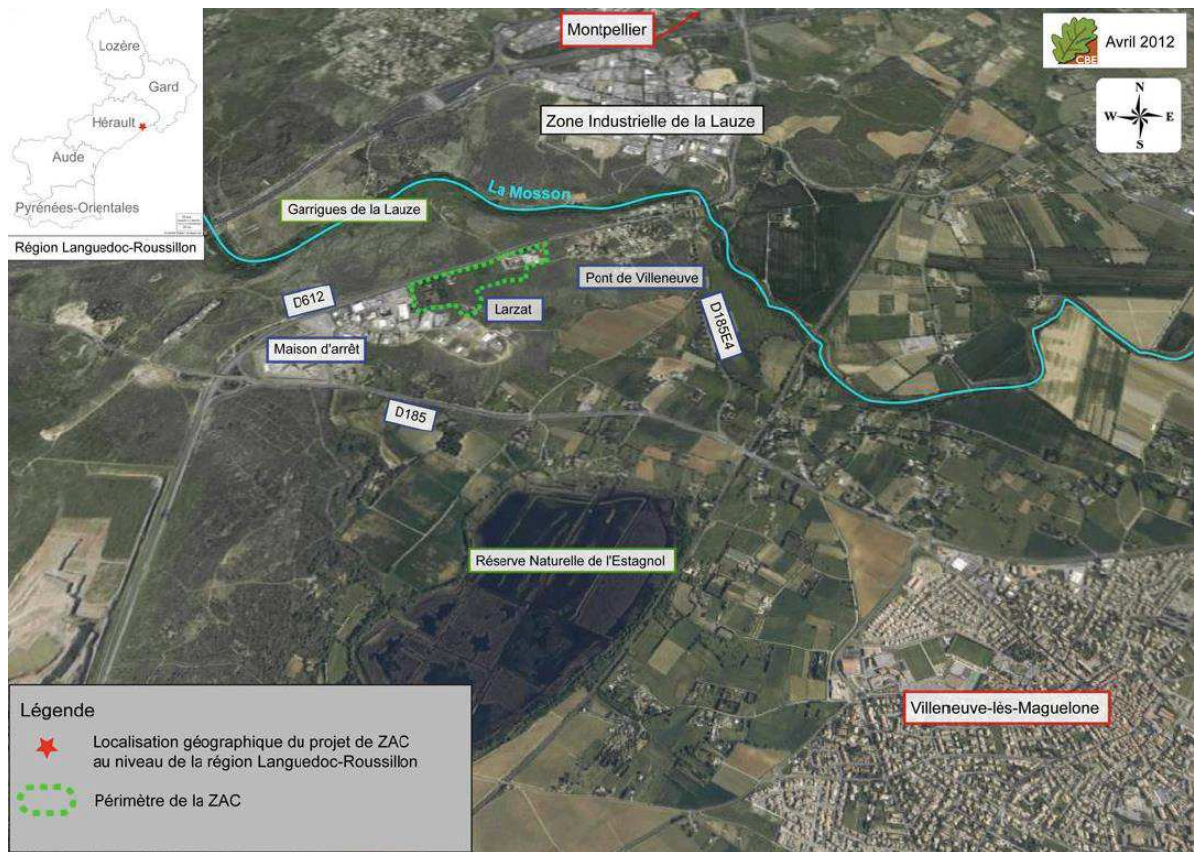 Lozère
Gard
Hérault
Aude
Pyrénées-Orientales
Région Languedoc-Roussillon
Montpellier
CBE
Avril 2012
N
W E
S
Zone Industrielle de la Lauze
La Mosson
Garrigues de la Lauze
Pont de Villeneuve
D612
Larzat
D185E4
Maison d'arrêt
D185
Réserve Naturelle de l'Estagnol
Villeneuve-lès-Maguelone
Légende
Localisation géographique du projet de ZAC
au niveau de la région Languedoc-Roussillon
Périmètre de la ZAC